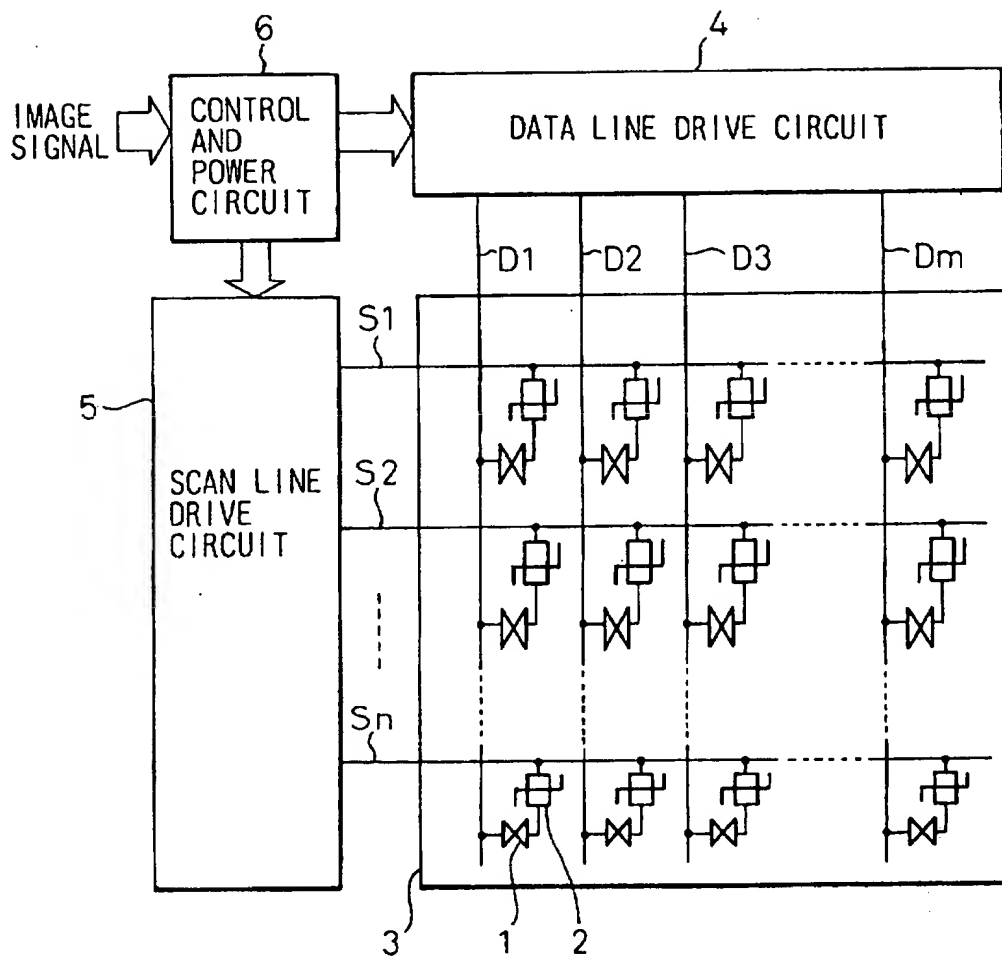 6
4
IMAGE
SIGNAL
CONTROL
AND
POWER
CIRCUIT
DATA LINE DRIVE CIRCUIT
D1 D2 D3 Dm
S1
5
S2
SCAN LINE
DRIVE
CIRCUIT
Sn
3 1 2